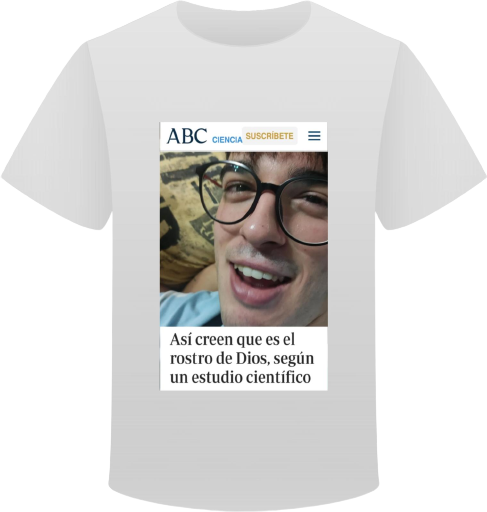 ABC CIENCIA SUSCRÍBETE
Así creen que es el
rostro de Dios, según
un estudio científico